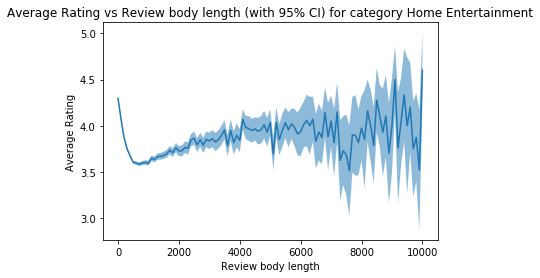 Average Rating vs Review body length (with 95% CI) for category Home Entertainment
5.0
4.5
4.0
3.5
3.0
Average Rating
0 2000 4000 6000 8000 10000
Review body length